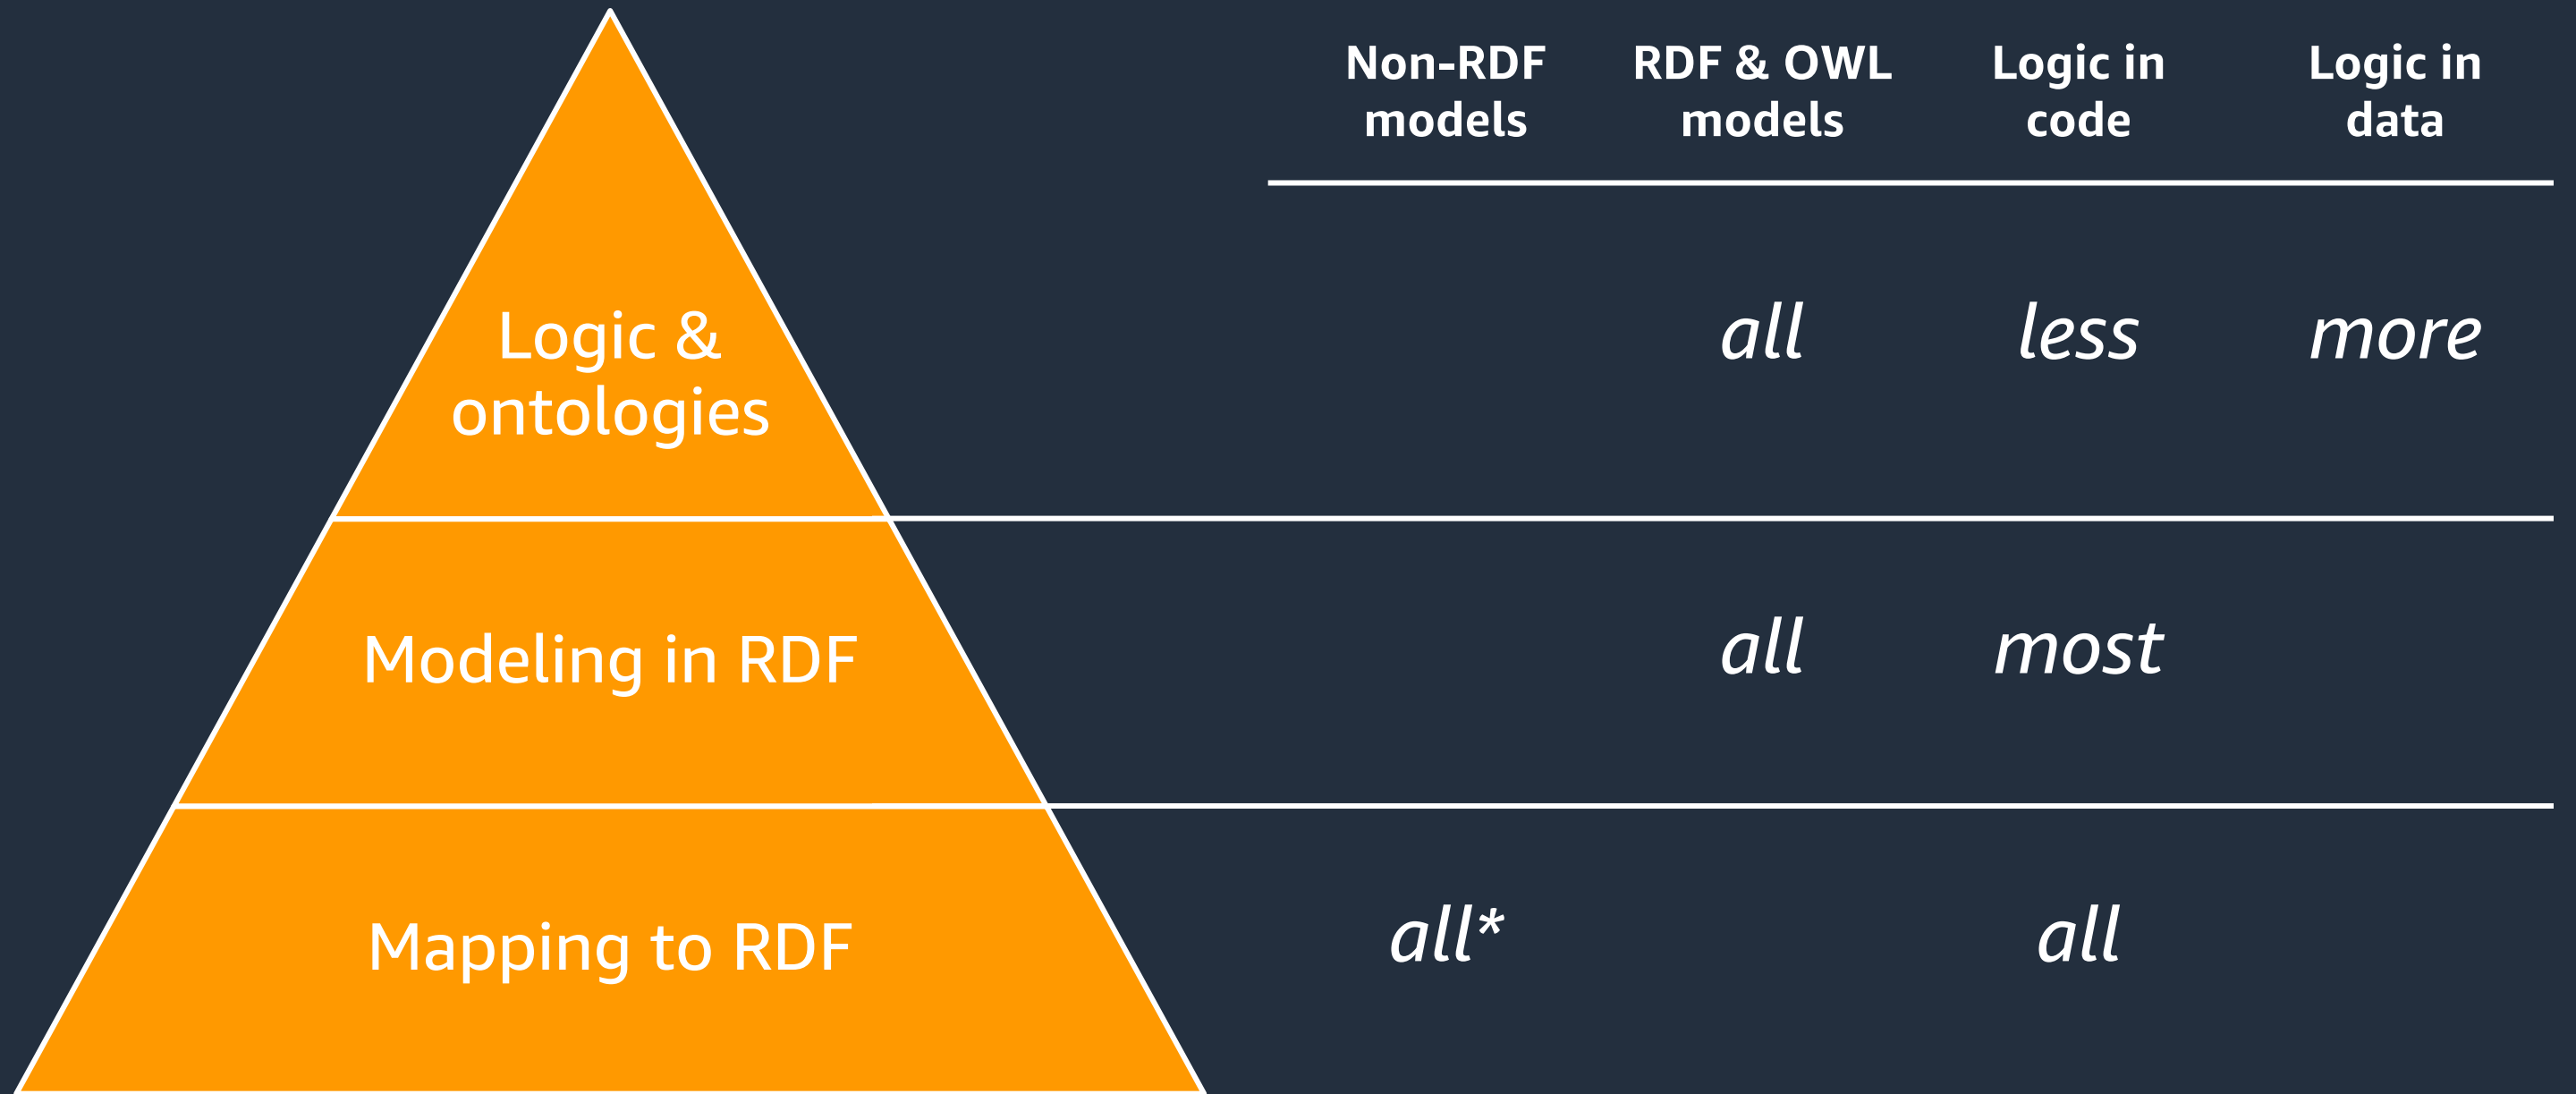 Non-RDF models
RDF & OWL models
Logic in code
Logic in data
Logic &
ontologies
all
less
more
Modeling in RDF
all
most
Mapping to RDF
all*
all